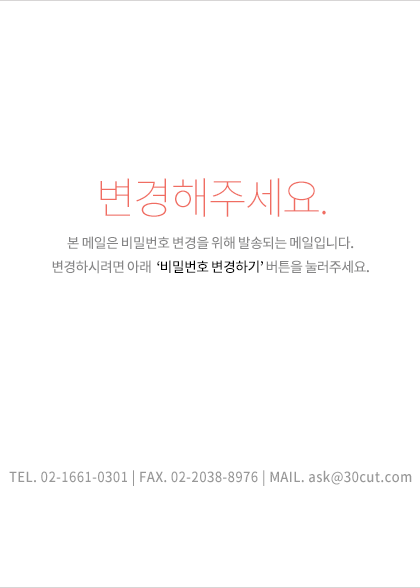 변경해주세요.
본 메일은 비밀번호 변경을 위해 발송되는 메일입니다.
변경하시려면 아래 ‘비밀번호 변경하기’ 버튼을 눌러주세요.
TEL. 02-1661-0301 | FAX. 02-2038-8976 | MAIL. ask@30cut.com